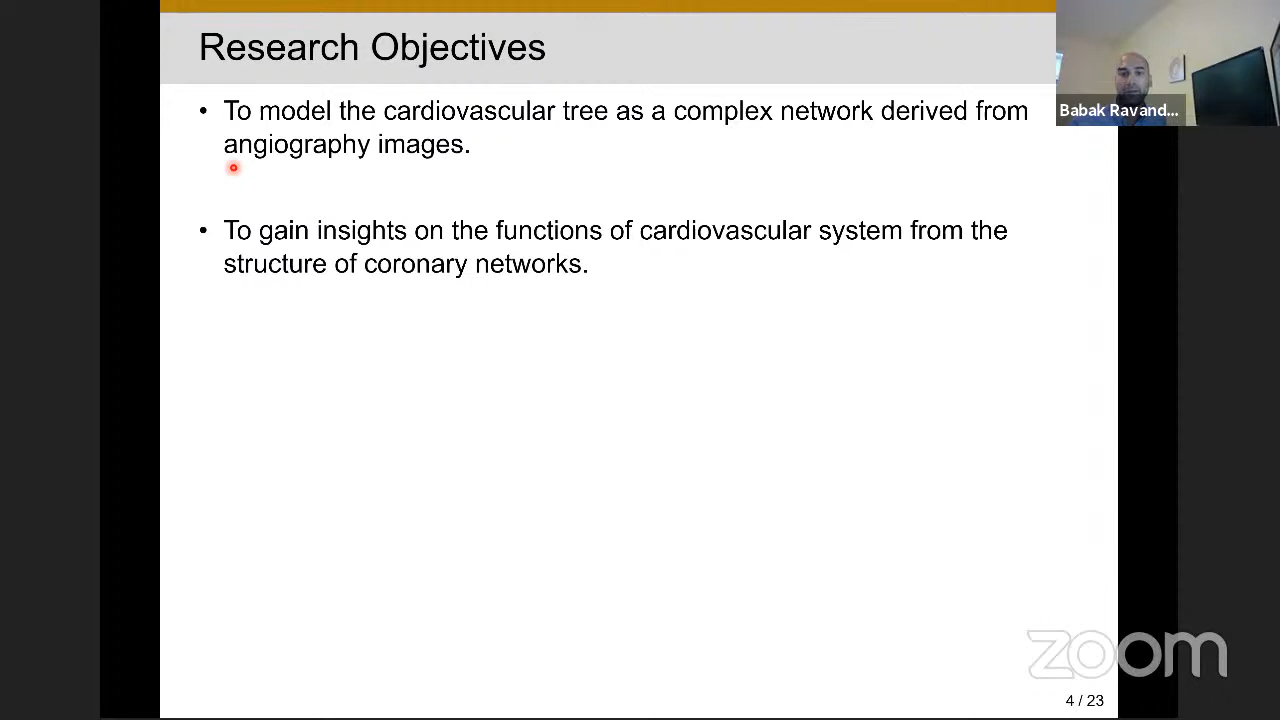 Research Objectives
• To model the cardiovascular tree as a complex network derived from
angiography images.
• To gain insights on the functions of cardiovascular system from the
structure of coronary networks.
Babak Ravand...
zoom
4 / 23